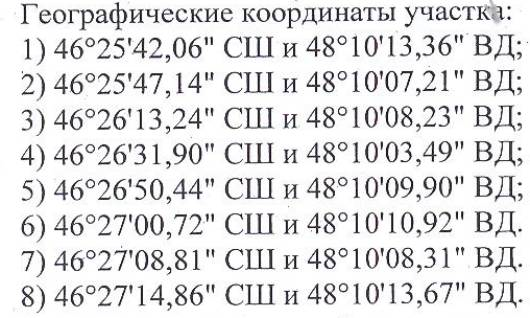 Географические координаты участка:
1) 46°25'42,06" СШ и 48°10'13,36" ВД;
2) 46°25'47,14" СШ и 48°10'07,21" ВД;
3) 46°26'13,24" СШ и 48°10'08,23" ВД;
4) 46°26'31,90" СШ и 48°10'03,49" ВД;
5) 46°26'50,44" СШ и 48°10'09,90" ВД;
6) 46°27'00,72" СШ и 48°10'10,92" ВД.
7) 46°27'08,81" СШ и 48°10'08,31" ВД.
8) 46°27'14,86" СШ и 48°10'13,67" ВД.